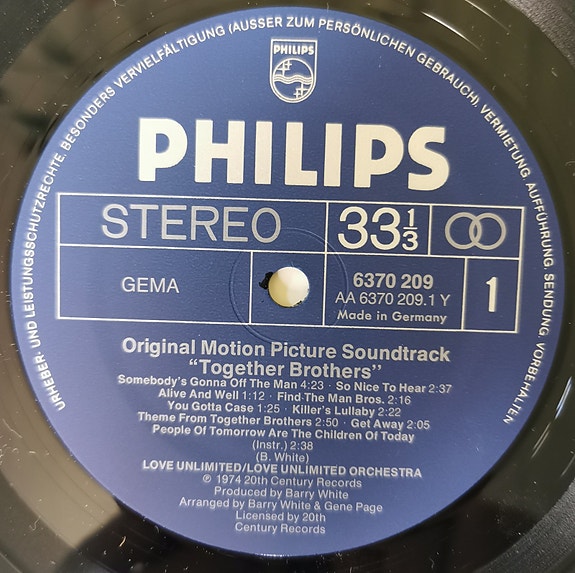 URHEBER- UND LEISTUNGSSCHUTZRECHTE, BESONDERS VERVIELFÄLTIGUNG (AUSSER ZUM PERSÖNLICHEN GEBRAUCH), VERMIETUNG, AUFFÜHRUNG, SENDUNG VORBEHALTEN
PHILIPS
PHILIPS
STEREO 33 1/3
GEMA
6370 209
AA 6370 209.1 Y
Made in Germany
1
Original Motion Picture Soundtrack
"Together Brothers"
Somebody's Gonna Off The Man 4:23 · So Nice To Hear 2:37
Alive And Well 1:12 · Find The Man Bros. 2:16
You Gotta Case 1:25 · Killer's Lullaby 2:22
Theme From Together Brothers 2:50 · Get Away 2:05
People Of Tomorrow Are The Children Of Today
(Instr.) 2:38
(B. White)
LOVE UNLIMITED/LOVE UNLIMITED ORCHESTRA
℗ 1974 20th Century Records
Produced by Barry White
Arranged by Barry White & Gene Page
Licensed by 20th
Century Records